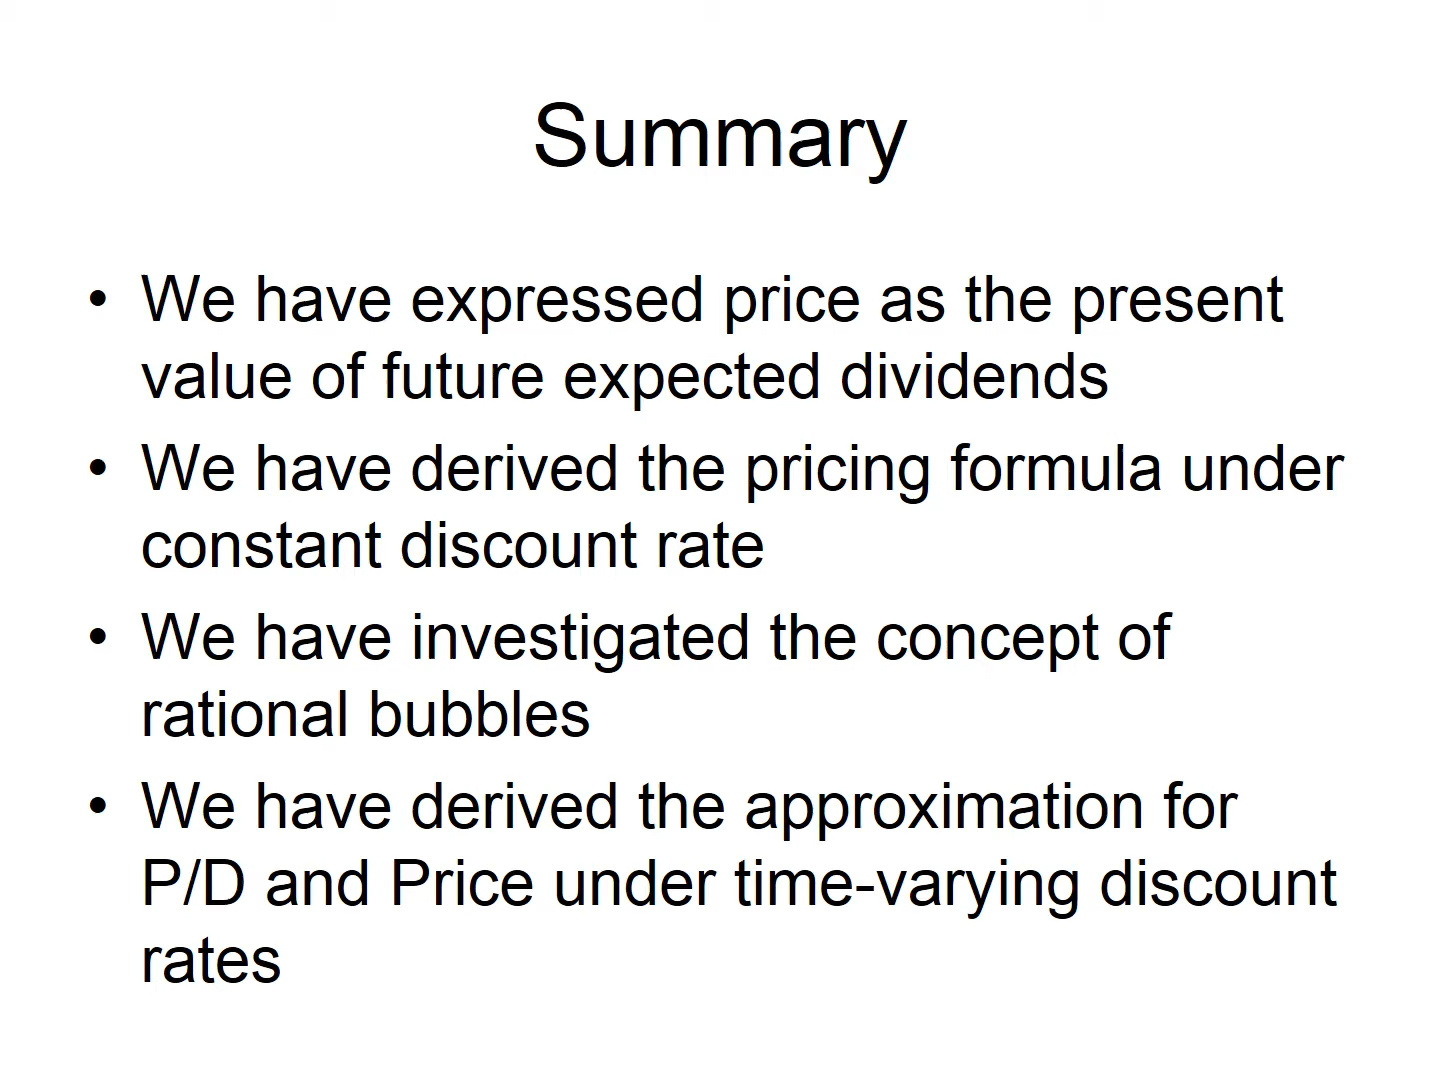 Summary
• We have expressed price as the present
value of future expected dividends
• We have derived the pricing formula under
constant discount rate
• We have investigated the concept of
rational bubbles
• We have derived the approximation for
P/D and Price under time-varying discount
rates